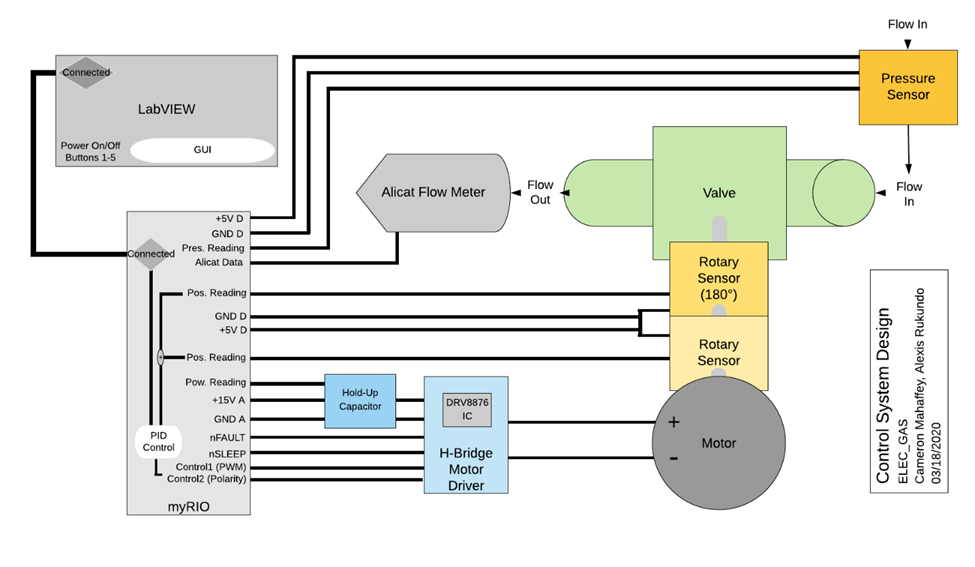 Flow In
Connected
LabVIEW
Power On/Off
Buttons 1-5
GUI
Pressure
Sensor
Alicat Flow Meter
Flow
Out
Valve
Flow
In
+5V D
GND D
Pres. Reading
Alicat Data
Connected
Pos. Reading
GND D
+5V D
Pos. Reading
+
Pow. Reading
+15V A
GND A
nFAULT
nSLEEP
Control1 (PWM)
Control2 (Polarity)
PID
Control
myRIO
Hold-Up
Capacitor
DRV8876
IC
H-Bridge
Motor
Driver
Rotary
Sensor
(180°)
Rotary
Sensor
+
Motor
-
Control System Design
ELEC_GAS
Cameron Mahaffey, Alexis Rukundo
03/18/2020